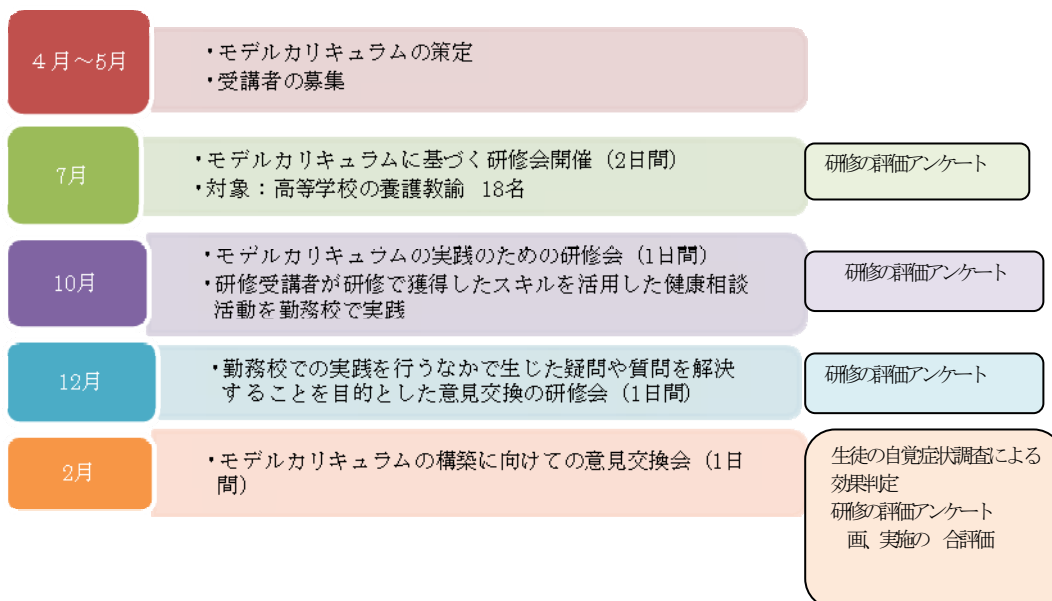 4月～5月
・モデルカリキュラムの策定
・受講者の募集
7月
・モデルカリキュラムに基づく研修会開催（2日間）
・対象：高等学校の養護教諭 18名
研修の評価アンケート
10月
・モデルカリキュラムの実践のための研修会（1日間）
・研修受講者が研修で獲得したスキルを活用した健康相談
活動を勤務校で実践
研修の評価アンケート
12月
・勤務校での実践を行うなかで生じた疑問や質問を解決
することを目的とした意見交換の研修会（1日間）
研修の評価アンケート
2月
・モデルカリキュラムの構築に向けての意見交換会（1日
間）
生徒の自覚症状調査による
効果判定
研修の評価アンケート
画、実施の 合評価